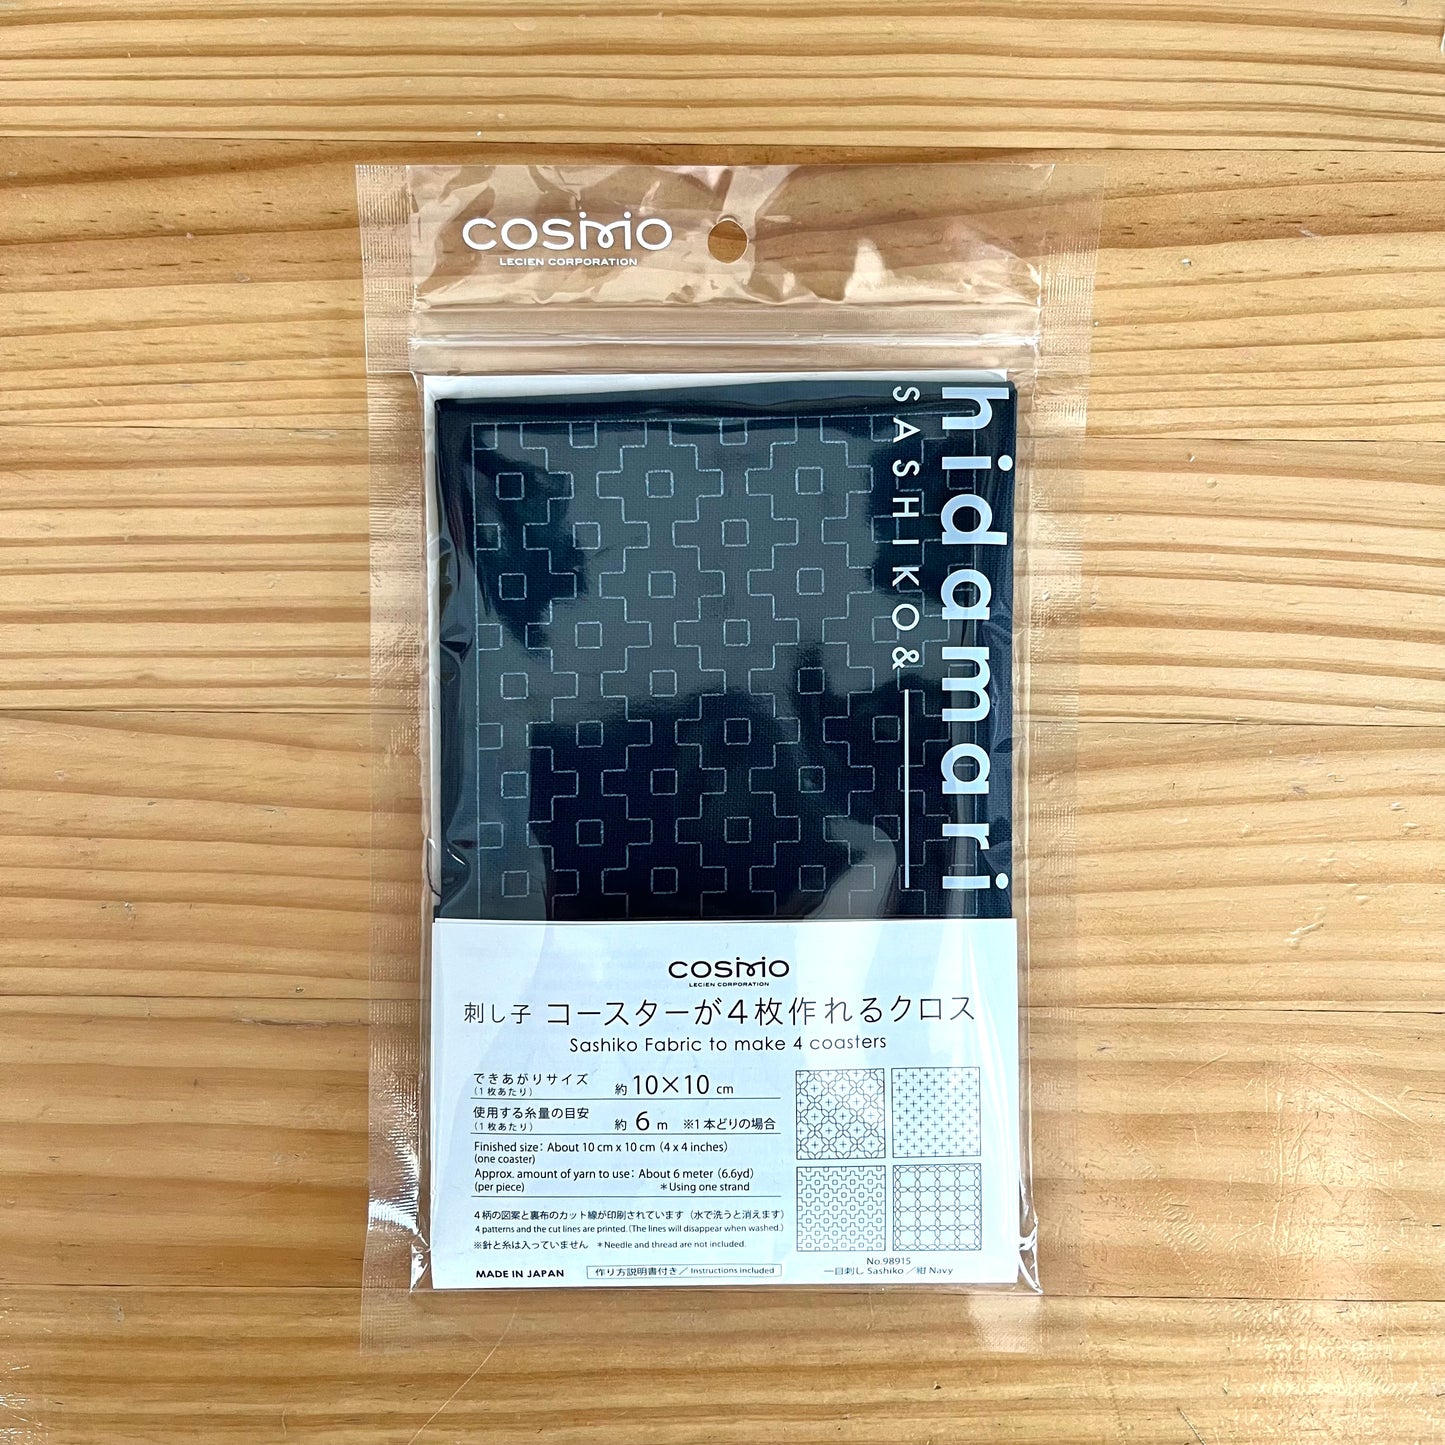 COSMO
LECIEN CORPORATION
hidamari
SASHIKO&
COSMO
LECIEN CORPORATION
刺し子 コースターが4枚作れるクロス
Sashiko Fabric to make 4 coasters
できあがりサイズ
(1枚あたり)
約 10×10 cm
使用する糸量の目安
(1枚あたり)
約 6 m ※1本どりの場合
Finished size: About 10 cm x 10 cm (4 x 4 inches)
(one coaster)
Approx. amount of yarn to use: About 6 meter (6.6yd)
(per piece) *Using one strand
4柄の図案と裏布のカット線が印刷されています(水で洗うと消えます)
4 patterns and the cut lines are printed.(The lines will disappear when washed.)
※針と糸は入っていません *Needle and thread are not included.
MADE IN JAPAN
作り方説明書付き/Instructions included
No.98915
一目刺し Sashiko/紺 Navy